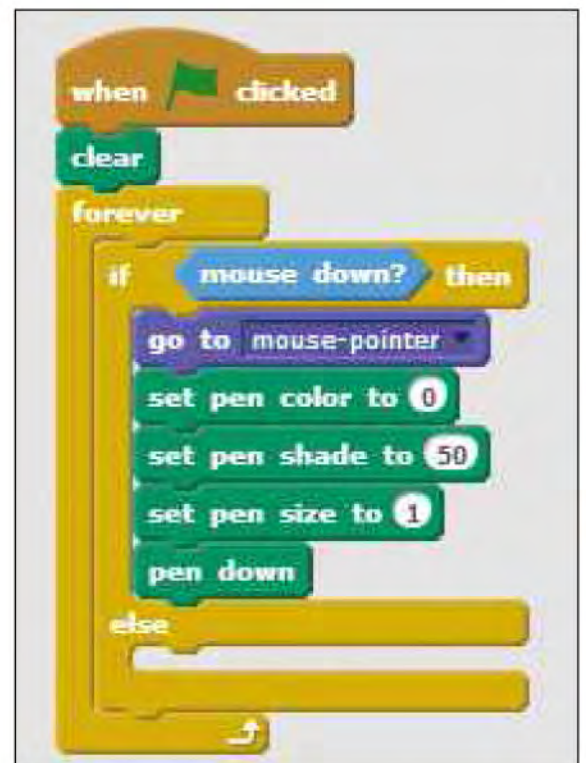 when clicked
clear
forever
if mouse down? then
go to mouse-pointer
set pen color to 0
set pen shade to 50
set pen size to 1
pen down
else